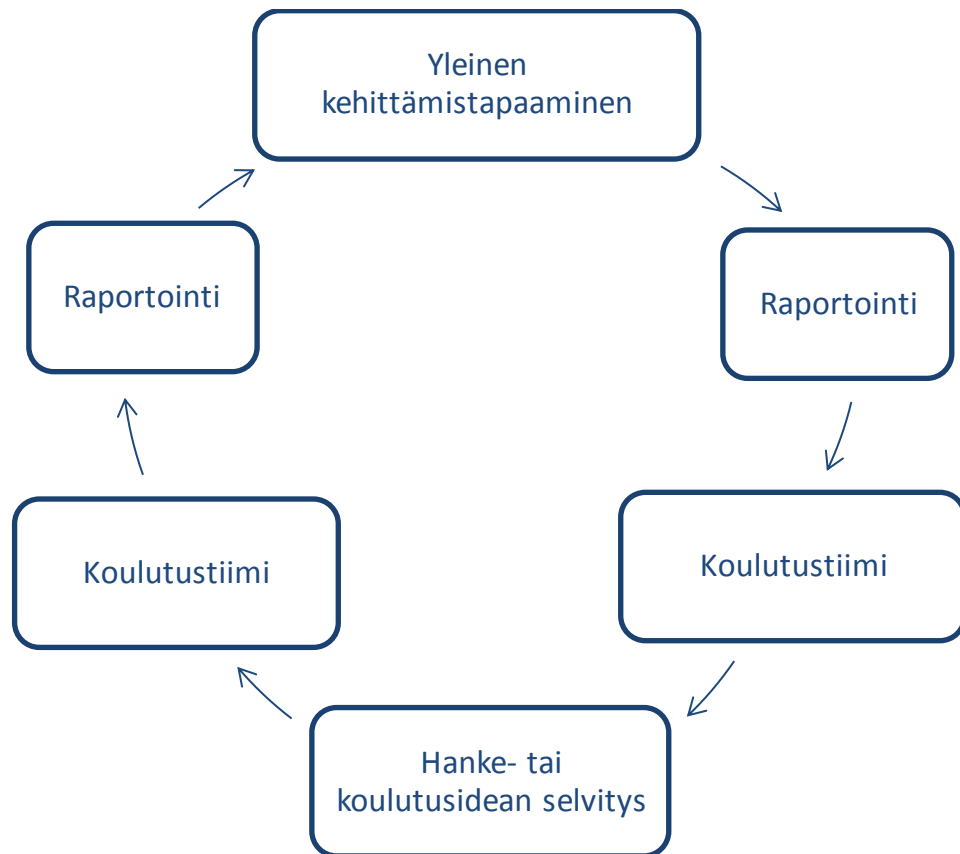 Yleinen
kehittämistapaaminen
Raportointi
Raportointi
Koulutustiimi
Koulutustiimi
Hanke- tai
koulutusidean selvitys